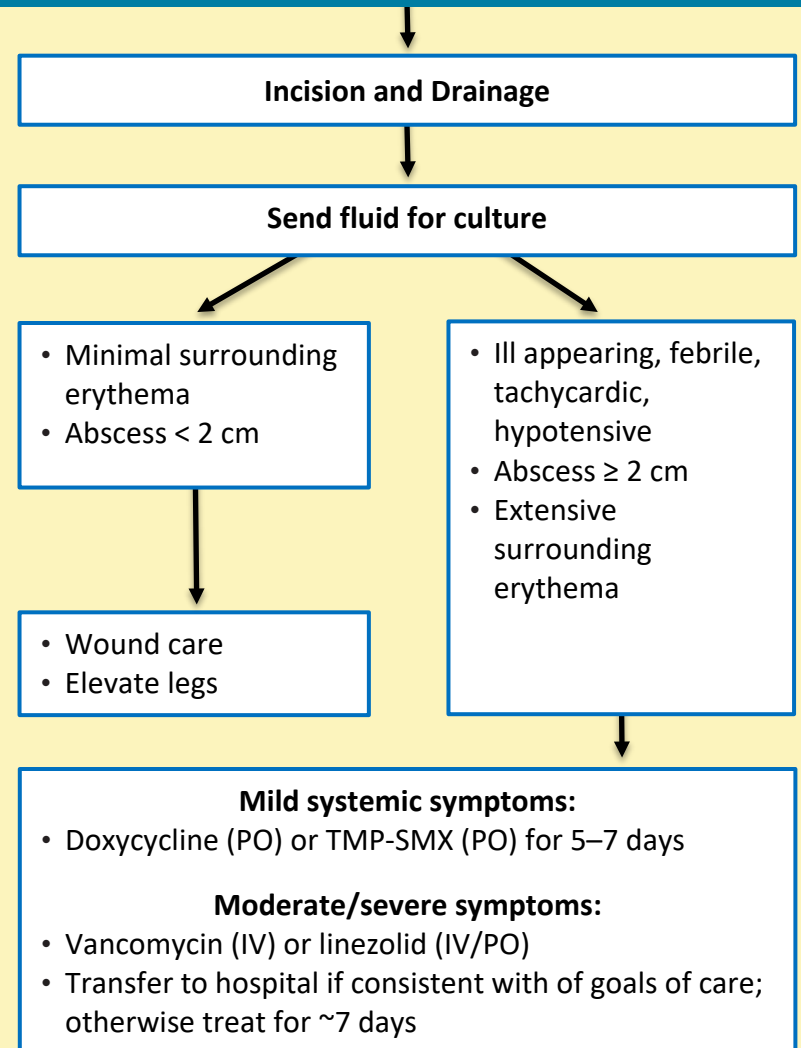 Incision and Drainage
Send fluid for culture
• Minimal surrounding
erythema
• Abscess < 2 cm
• Ill appearing, febrile,
tachycardic,
hypotensive
• Abscess ≥ 2 cm
• Extensive
surrounding
erythema
• Wound care
• Elevate legs
Mild systemic symptoms:
• Doxycycline (PO) or TMP-SMX (PO) for 5–7 days
Moderate/severe symptoms:
• Vancomycin (IV) or linezolid (IV/PO)
• Transfer to hospital if consistent with of goals of care;
otherwise treat for ~7 days